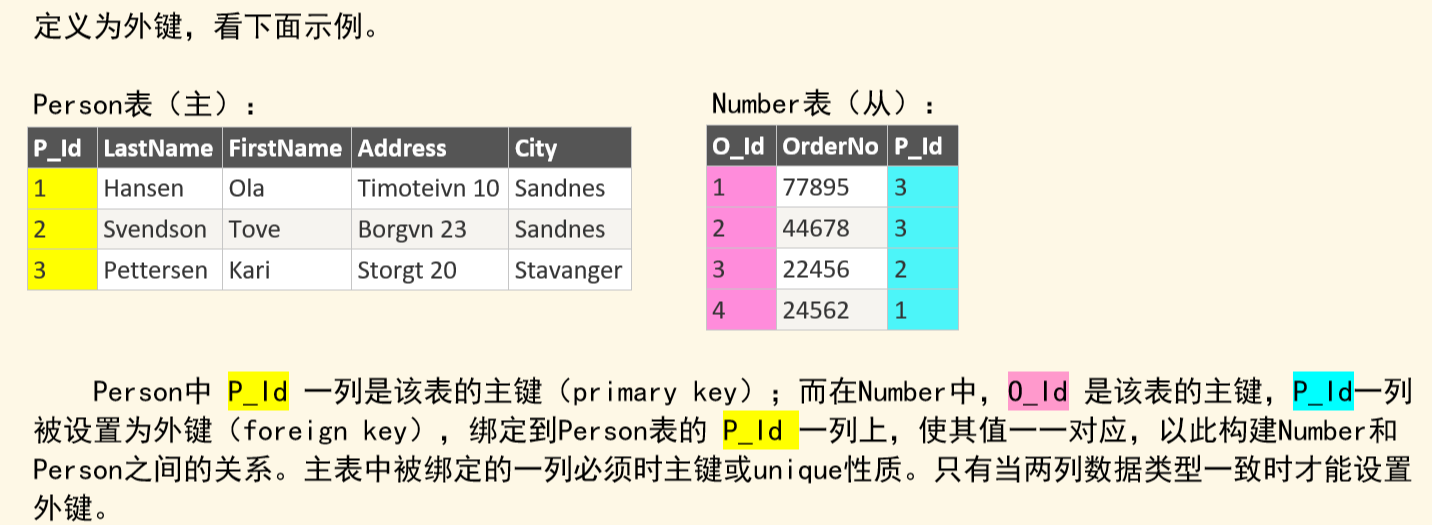 定义为外键，看下面示例。
Person表（主）：
P_Id LastName FirstName Address City
1 Hansen Ola Timoteivn 10 Sandnes
2 Svendson Tove Borgvn 23 Sandnes
3 Pettersen Kari Storgt 20 Stavanger
Number表（从）：
O_Id OrderNo P_Id
1 77895 3
2 44678 3
3 22456 2
4 24562 1
Person中 P_Id 一列是该表的主键（primary key）；而在Number中，O_Id 是该表的主键，P_Id一列
被设置为外键（foreign key），绑定到Person表的 P_Id 一列上，使其值一一对应，以此构建Number和
Person之间的关系。主表中被绑定的一列必须时主键或unique性质。只有当两列数据类型一致时才能设置
外键。